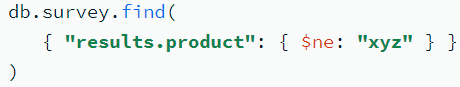 db.survey.find(
{ "results.product": { $ne: "xyz" } }
)